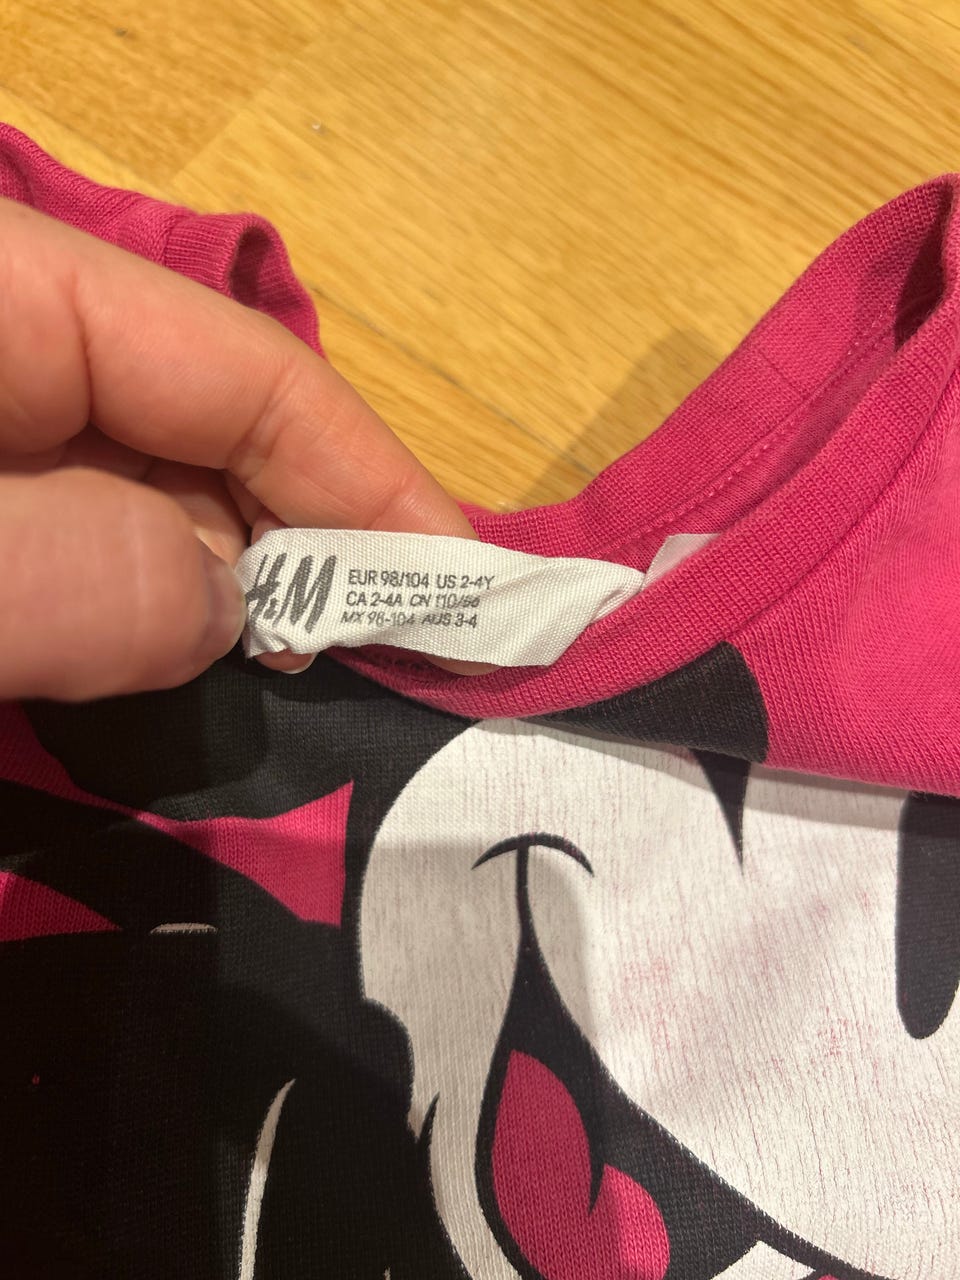 H&M
EUR 98/104 US 2-4Y
CA 2-4A CN 110/56
MX 98-104 AUS 3-4